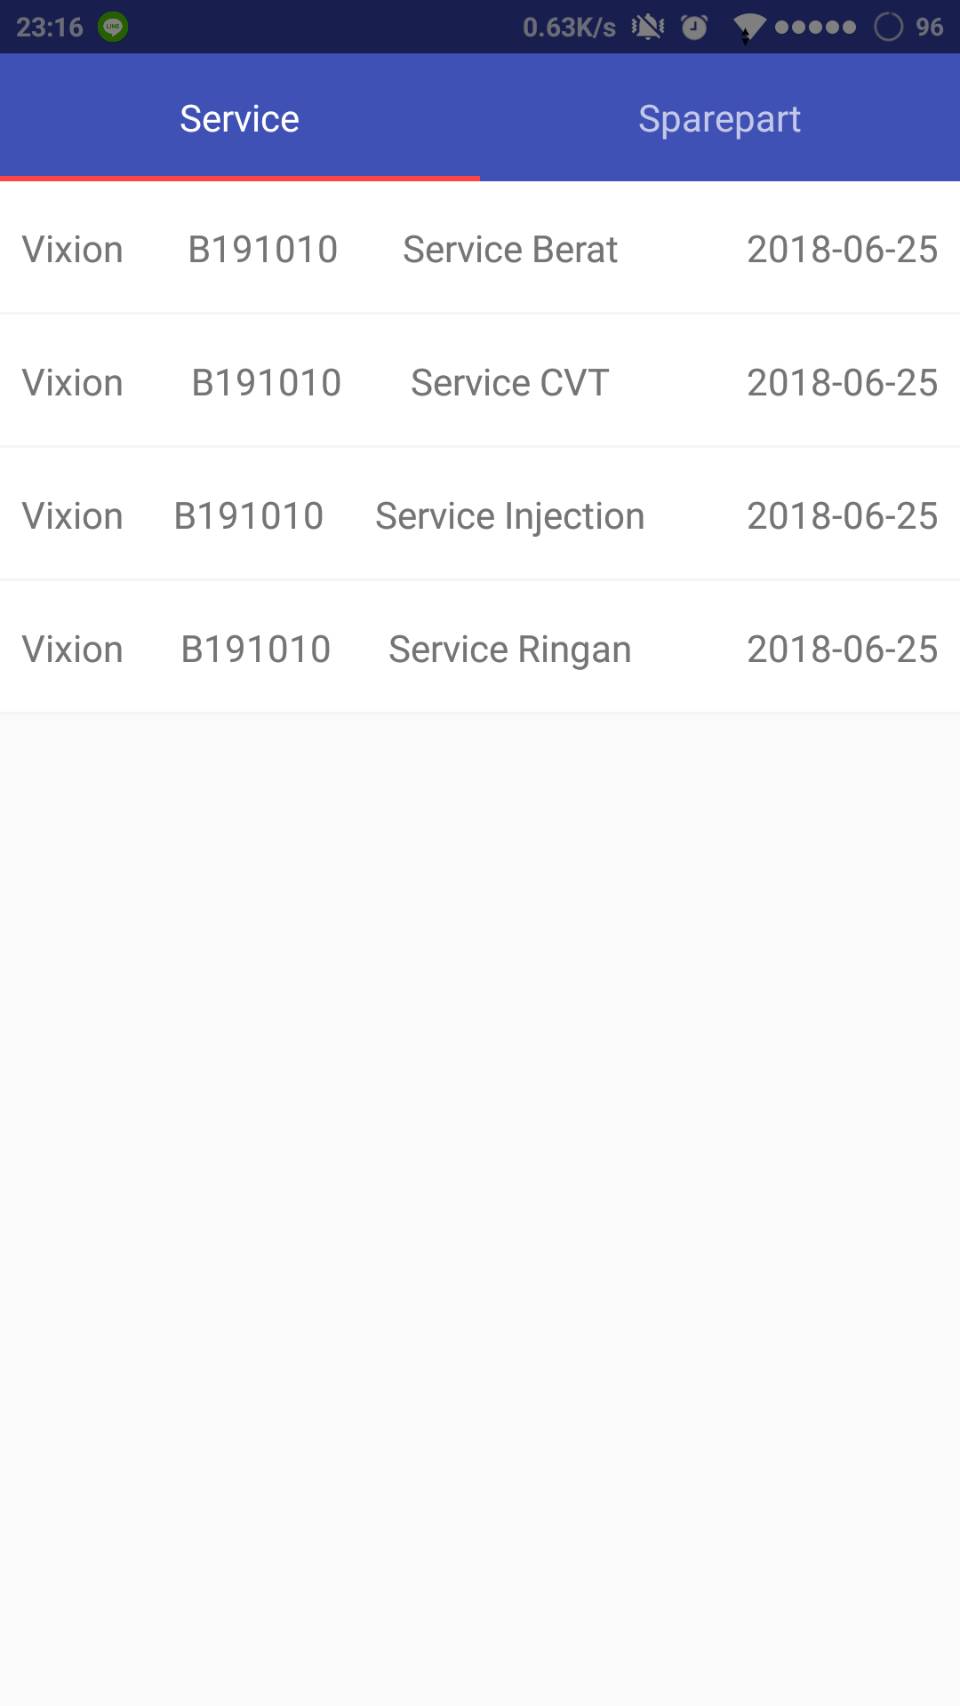 23:16 LINE 0.63K/s 96
Service Sparepart
Vixion B191010 Service Berat 2018-06-25
Vixion B191010 Service CVT 2018-06-25
Vixion B191010 Service Injection 2018-06-25
Vixion B191010 Service Ringan 2018-06-25